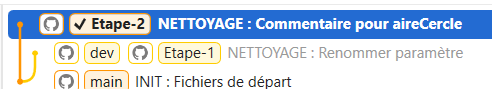 ✓ Etape-2 NETTOYAGE : Commentaire pour aireCercle
dev Etape-1 NETTOYAGE : Renommer paramètre
main INIT : Fichiers de départ